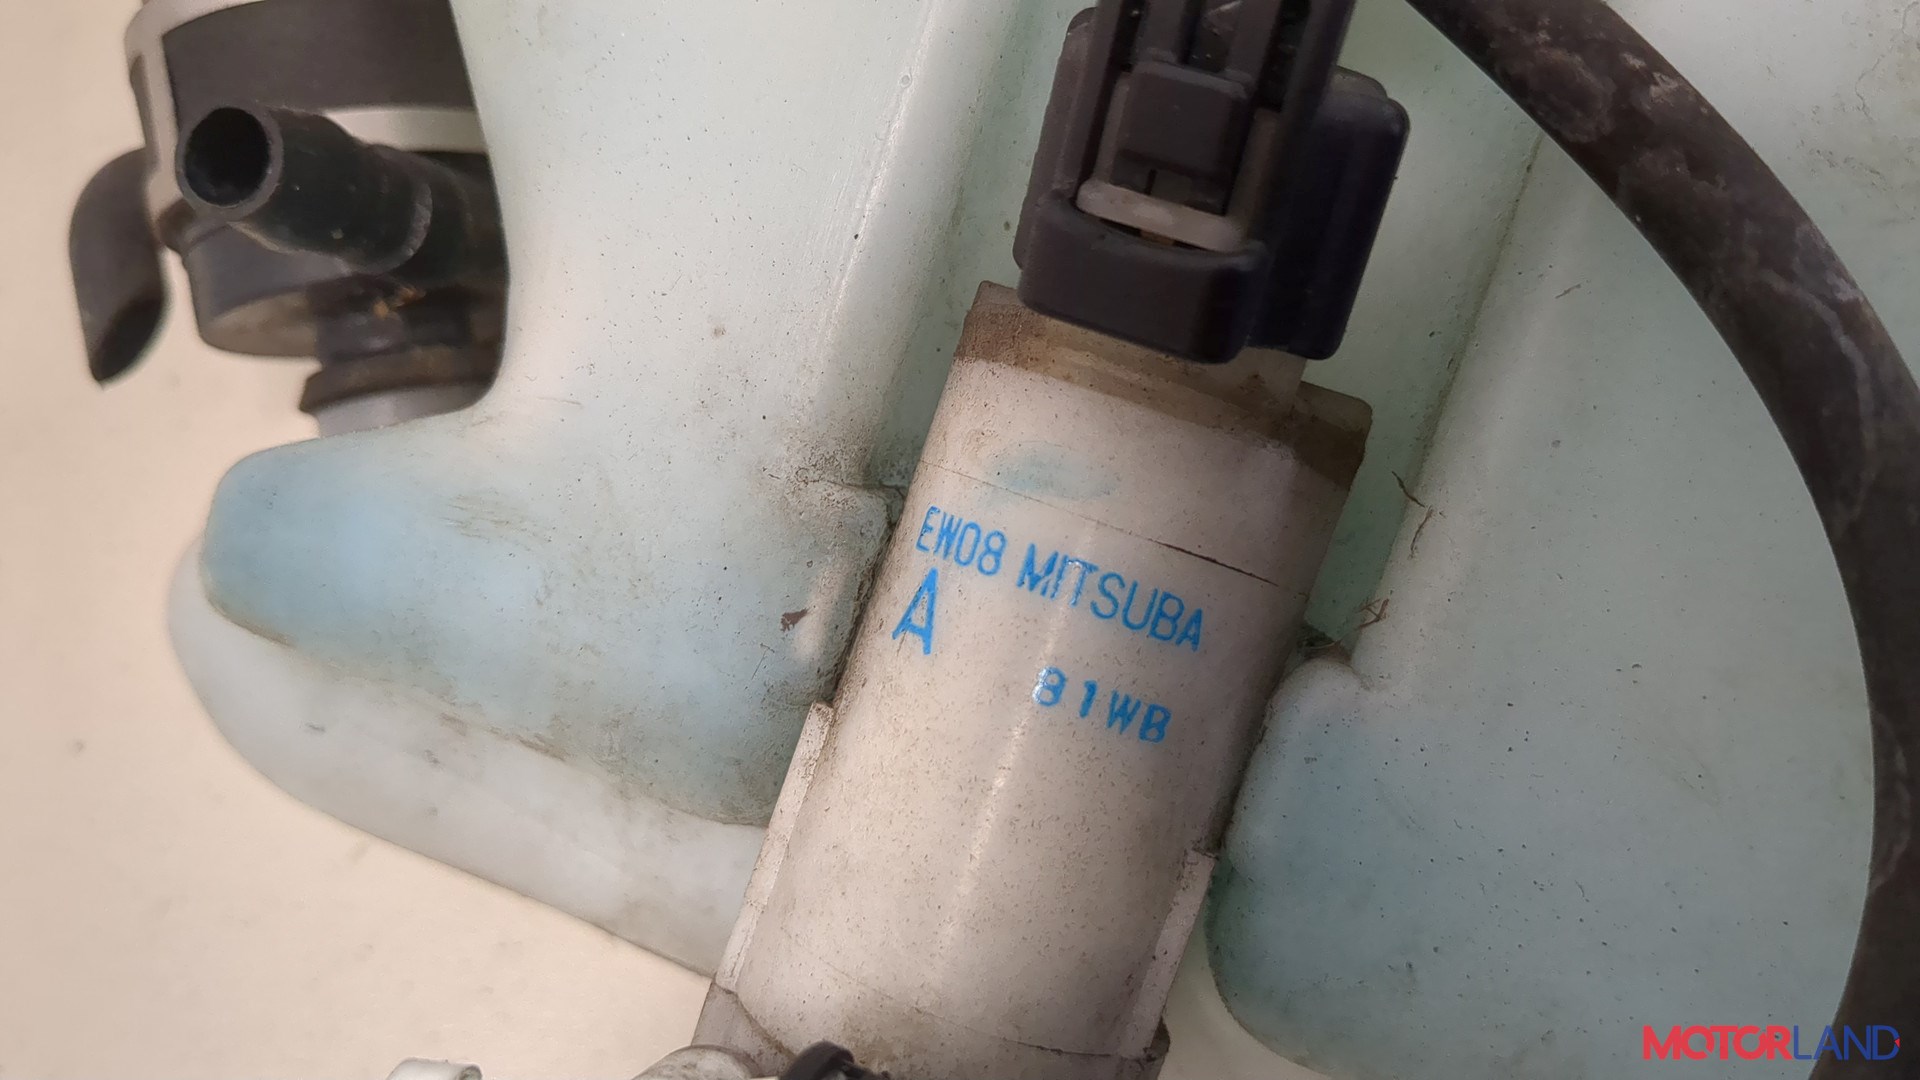 EW08 MITSUBA
A
81WB
MOTORLAND